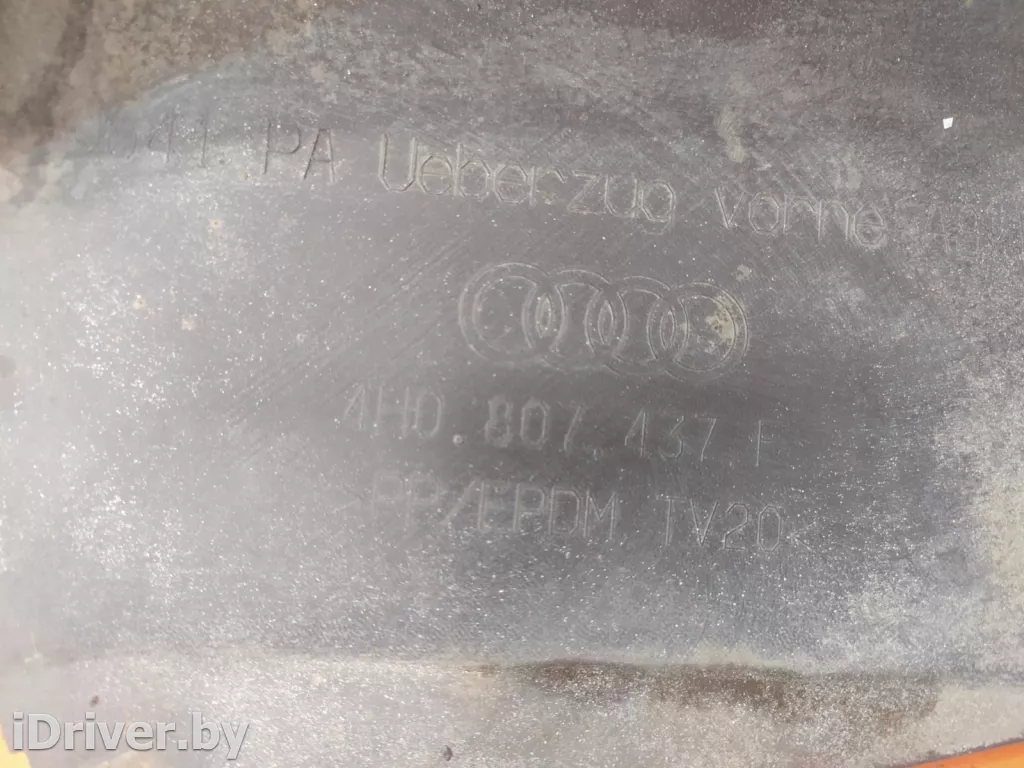 PA Ueberzug vorne
4H0.807.437
PP/EPDM TV20
iDriver.by